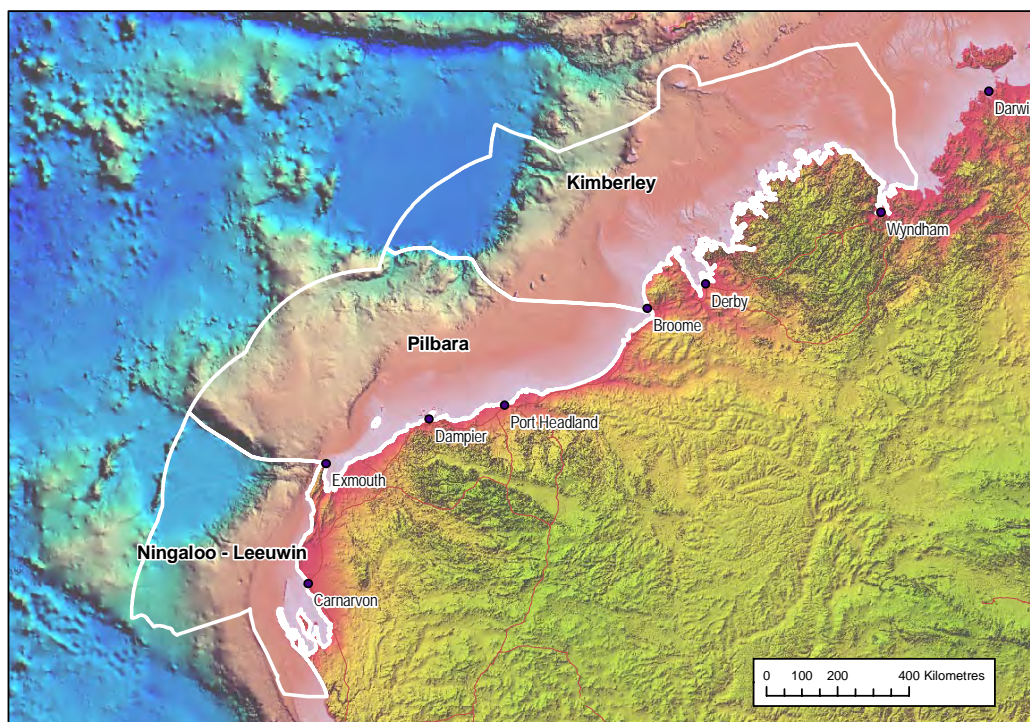 Darwi
Kimberley
Wyndham
Derby
Broome
Pilbara
Port Headland
Dampier
Exmouth
Ningaloo - Leeuwin
Carnarvon
0 100 200 400 Kilometres